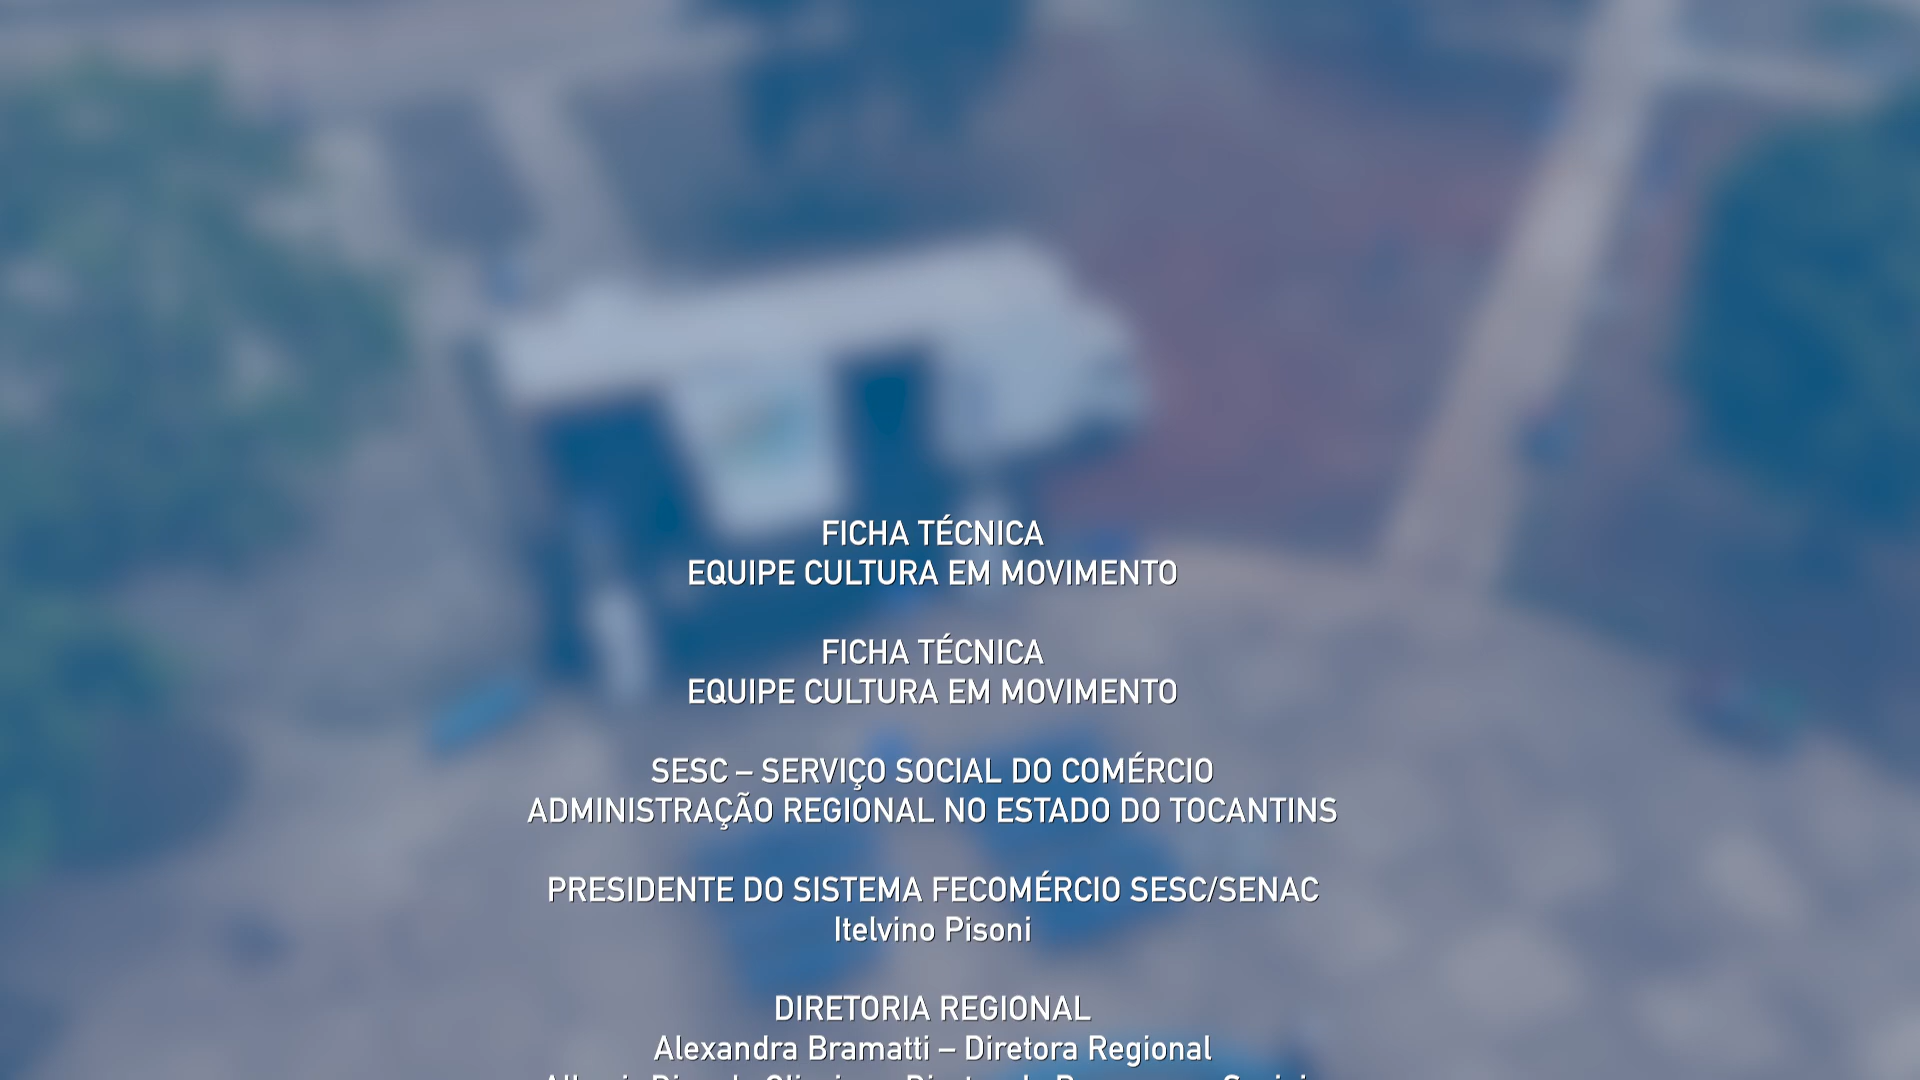 FICHA TÉCNICA
EQUIPE CULTURA EM MOVIMENTO
FICHA TÉCNICA
EQUIPE CULTURA EM MOVIMENTO
SESC – SERVIÇO SOCIAL DO COMÉRCIO
ADMINISTRAÇÃO REGIONAL NO ESTADO DO TOCANTINS
PRESIDENTE DO SISTEMA FECOMÉRCIO SESC/SENAC
Itelvino Pisoni
DIRETORIA REGIONAL
Alexandra Bramatti – Diretora Regional